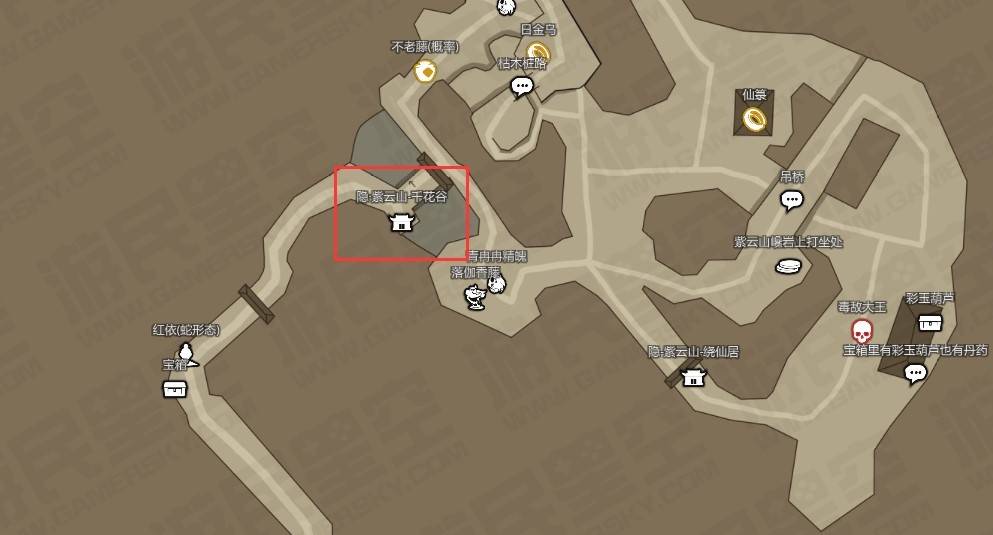 日金乌
不老藤(概率)
枯木桩路
仙箓
隐·紫云山-千花谷
吊桥
紫云山嵘岩上打坐处
青冉冉精魄
落伽香藤
毒敌大王
彩玉葫芦
红依(蛇形态)
宝箱
隐·紫云山-绕仙居
宝箱里有彩玉葫芦也有丹药